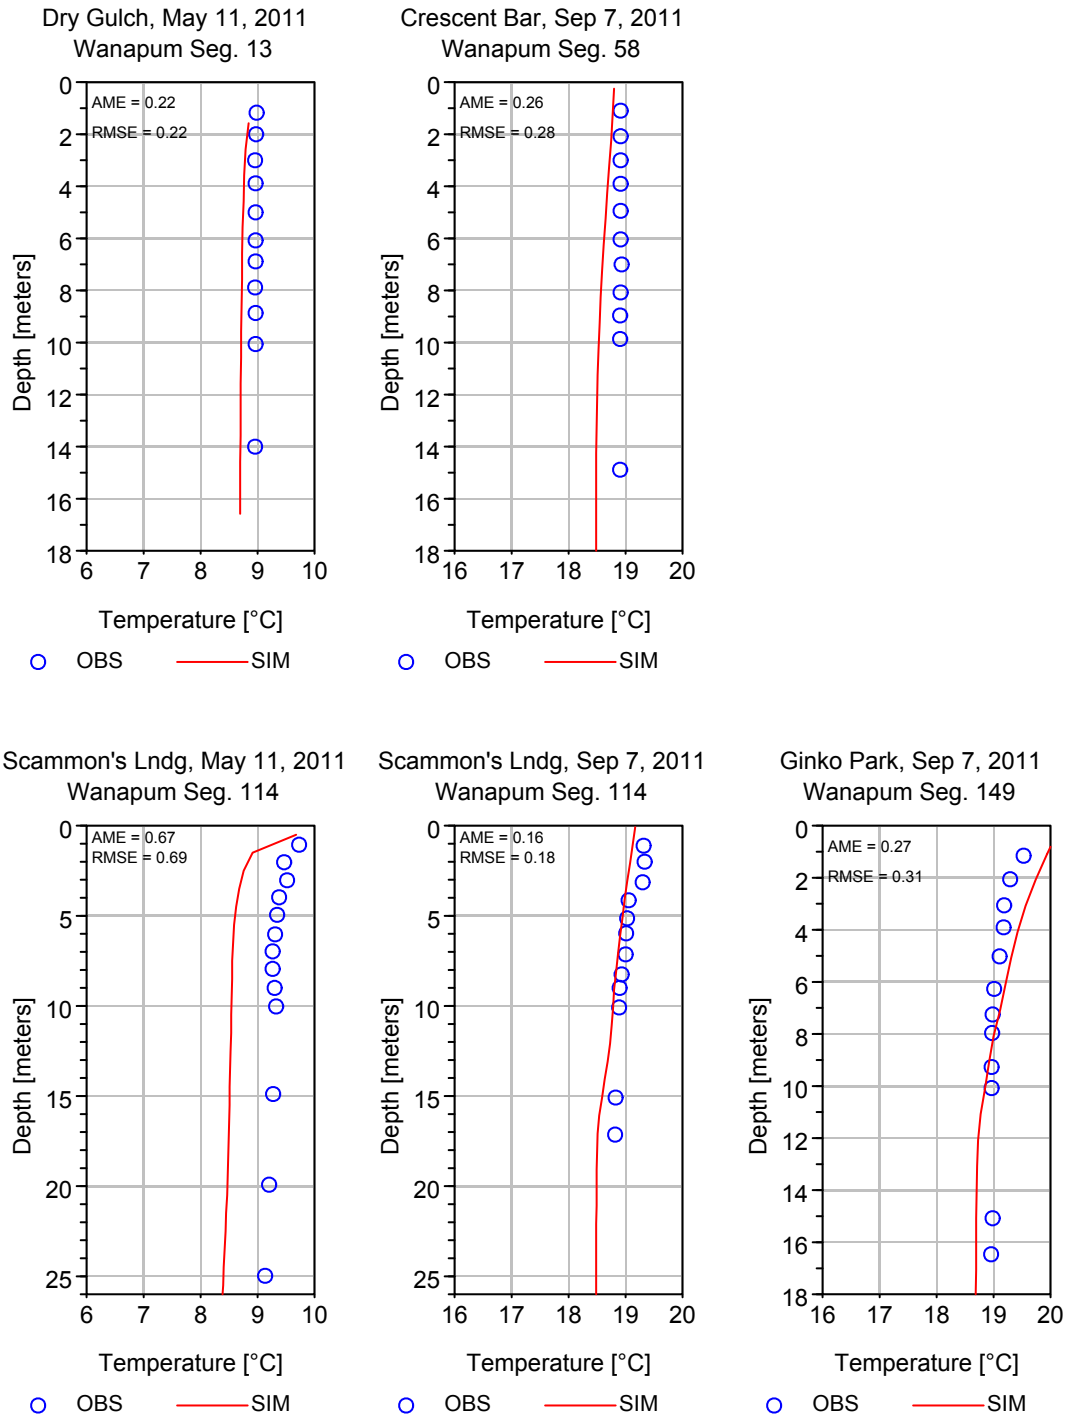 Dry Gulch, May 11, 2011
Wanapum Seg. 13
AME = 0.22
RMSE = 0.22
0
2
4
6
8
10
12
14
16
18
Depth [meters]
6 7 8 9 10
Temperature [°C]
OBS SIM
Crescent Bar, Sep 7, 2011
Wanapum Seg. 58
AME = 0.26
RMSE = 0.28
0
2
4
6
8
10
12
14
16
18
Depth [meters]
16 17 18 19 20
Temperature [°C]
OBS SIM
Scammon's Lndg, May 11, 2011
Wanapum Seg. 114
AME = 0.67
RMSE = 0.69
0
5
10
15
20
25
Depth [meters]
6 7 8 9 10
Temperature [°C]
OBS SIM
Scammon's Lndg, Sep 7, 2011
Wanapum Seg. 114
AME = 0.16
RMSE = 0.18
0
5
10
15
20
25
Depth [meters]
16 17 18 19 20
Temperature [°C]
OBS SIM
Ginko Park, Sep 7, 2011
Wanapum Seg. 149
AME = 0.27
RMSE = 0.31
0
2
4
6
8
10
12
14
16
18
Depth [meters]
16 17 18 19 20
Temperature [°C]
OBS SIM